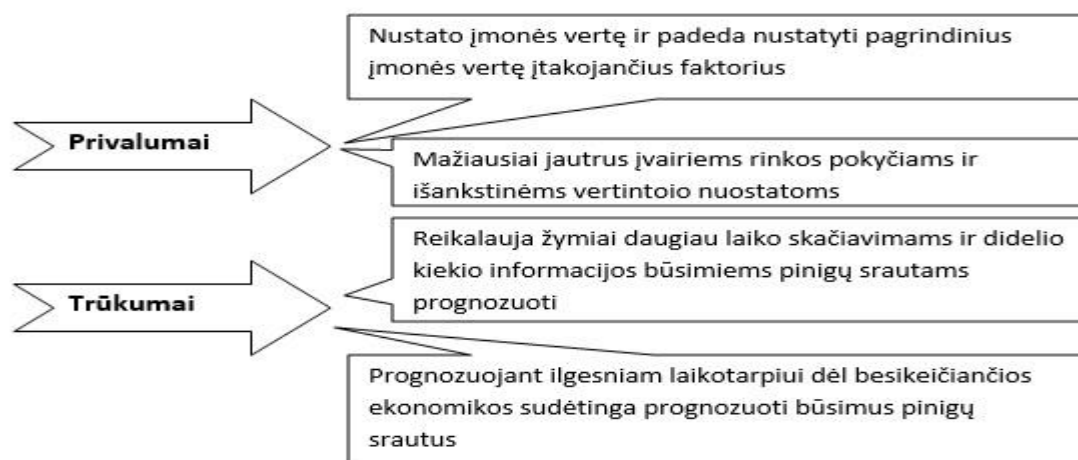 Nustato įmonės vertę ir padeda nustatyti pagrindinius
įmonės vertę įtakojančius faktorius
Privalumai
Mažiausiai jautrus įvairiems rinkos pokyčiams ir
išankstinėms vertintoio nuostatoms
Reikalauja žymiai daugiau laiko skačiavimams ir didelio
kiekio informacijos būsimiems pinigų srautams
prognozuoti
Trūkumai
Prognozuojant ilgesniam laikotarpiui dėl besikeičiančios
ekonomikos sudėtinga prognozuoti būsimus pinigų
srautus